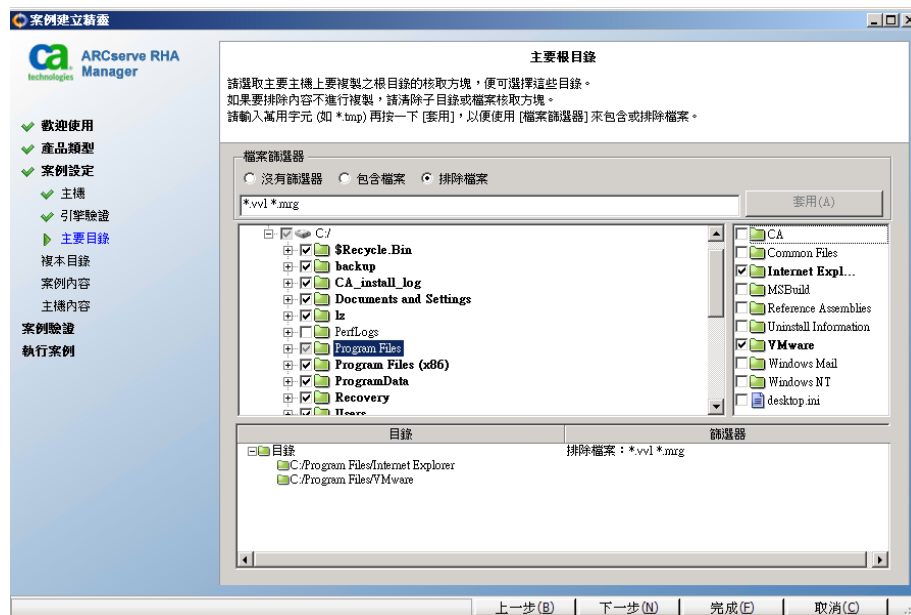 案例建立精靈
ca technologies
ARCserve RHA
Manager
歡迎使用
產品類型
案例設定
主機
引擎驗證
主要目錄
複本目錄
案例內容
主機內容
案例驗證
執行案例
主要根目錄
請選取主要主機上要複製之根目錄的核取方塊，便可選擇這些目錄。
如果要排除內容不進行複製，請清除子目錄或檔案核取方塊。
請輸入萬用字元 (如 *.tmp) 再按一下 [套用]，以便使用 [檔案篩選器] 來包含或排除檔案。
檔案篩選器
沒有篩選器 包含檔案 排除檔案
*.vvl *.mrg
套用(A)
C:/
$Recycle.Bin
backup
CA_install_log
Documents and Settings
lz
PerfLogs
Program Files
Program Files (x86)
ProgramData
Recovery
Users
CA
Common Files
Internet Expl...
MSBuild
Reference Assemblies
Uninstall Information
VMware
Windows Mail
Windows NT
desktop.ini
目錄 篩選器
目錄 排除檔案：*.vvl *.mrg
C:/Program Files/Internet Explorer
C:/Program Files/VMware
上一步(B) 下一步(N) 完成(F) 取消(C)